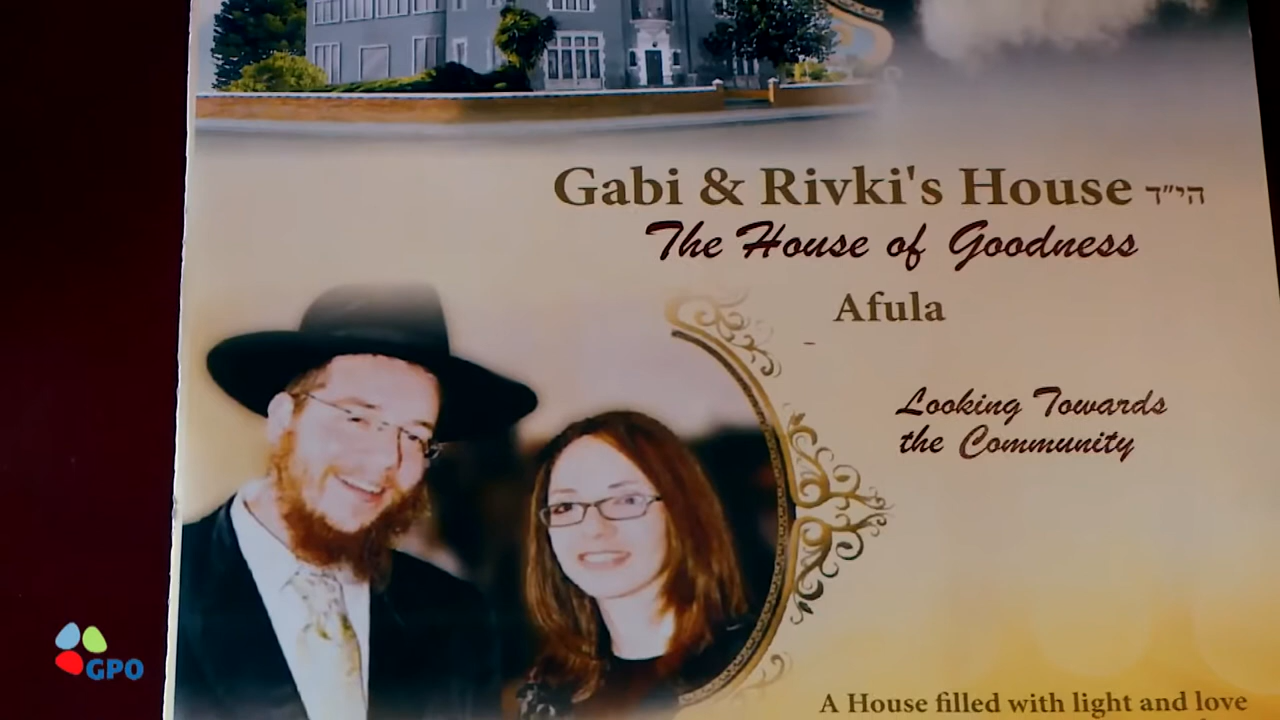 Gabi & Rivki's House הי"ד
The House of Goodness
Afula
Looking Towards
the Community
A House filled with light and love
GPO